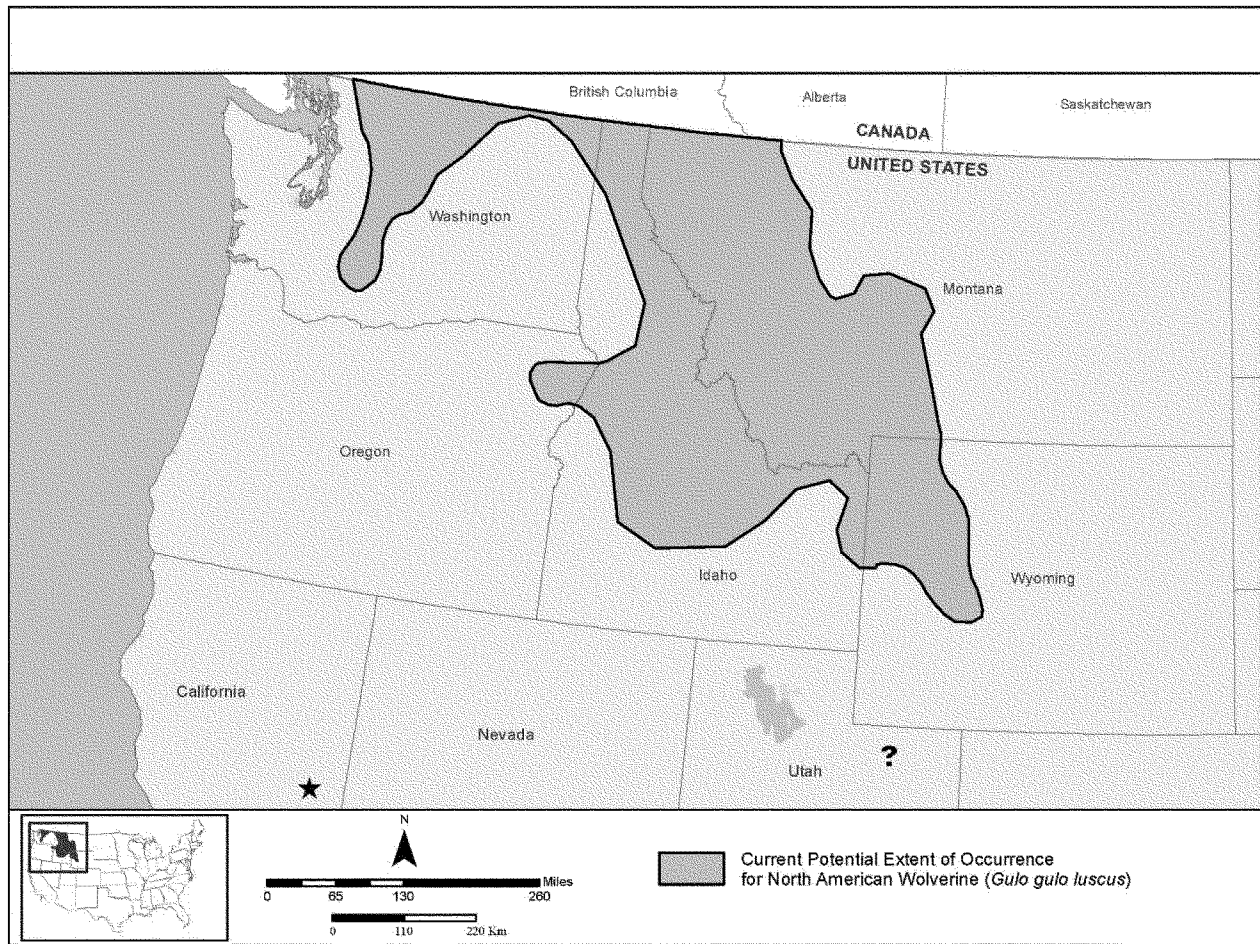 British Columbia
Alberta
Saskatchewan
CANADA
UNITED STATES
Washington
Montana
Oregon
Idaho
Wyoming
California
Nevada
Utah
?
N
Miles
0 65 130 260
0 110 220 Km
Current Potential Extent of Occurrence
for North American Wolverine (Gulo gulo luscus)